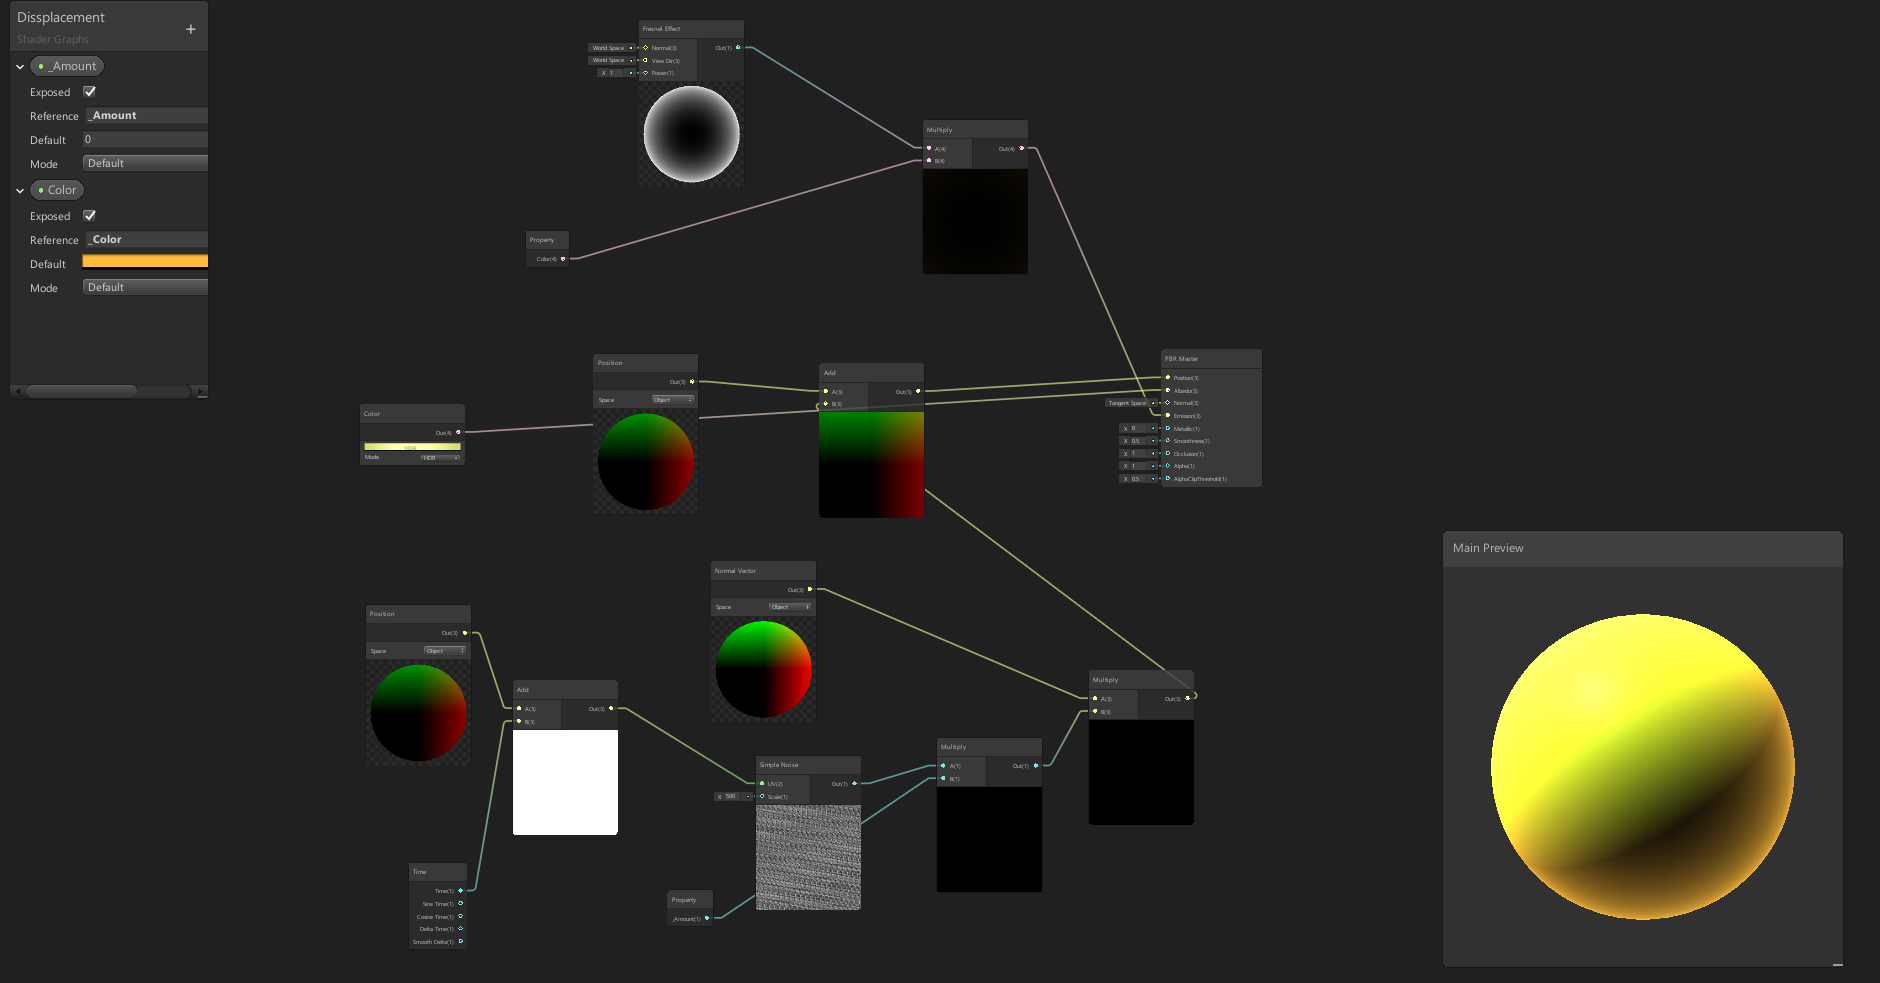 Dissplacement
Shader Graphs
_Amount
Exposed
Reference _Amount
Default 0
Mode Default
Color
Exposed
Reference _Color
Default
Mode Default
Fresnel Effect
World Space Normal(3) Out(1)
World Space View Dir(3)
X 1 Power(1)
Multiply
A(4) Out(4)
B(4)
Property
Color(4)
Position
Out(3)
Space Object
Add
A(3) Out(3)
B(3)
PBR Master
Position(3)
Albedo(3)
Tangent Space Normal(3)
Emission(3)
X 0 Metallic(1)
X 0.5 Smoothness(1)
X 1 Occlusion(1)
X 1 Alpha(1)
X 0.5 AlphaClipThreshold(1)
Color
Out(4)
HDR
Mode HDR
Main Preview
Normal Vector
Out(3)
Space Object
Position
Out(3)
Space Object
Add
A(3) Out(3)
B(3)
Multiply
A(3) Out(3)
B(3)
Simple Noise
UV(2) Out(1)
X 500 Scale(1)
Multiply
A(1) Out(1)
B(1)
Time
Time(1)
Sine Time(1)
Cosine Time(1)
Delta Time(1)
Smooth Delta(1)
Property
_Amount(1)